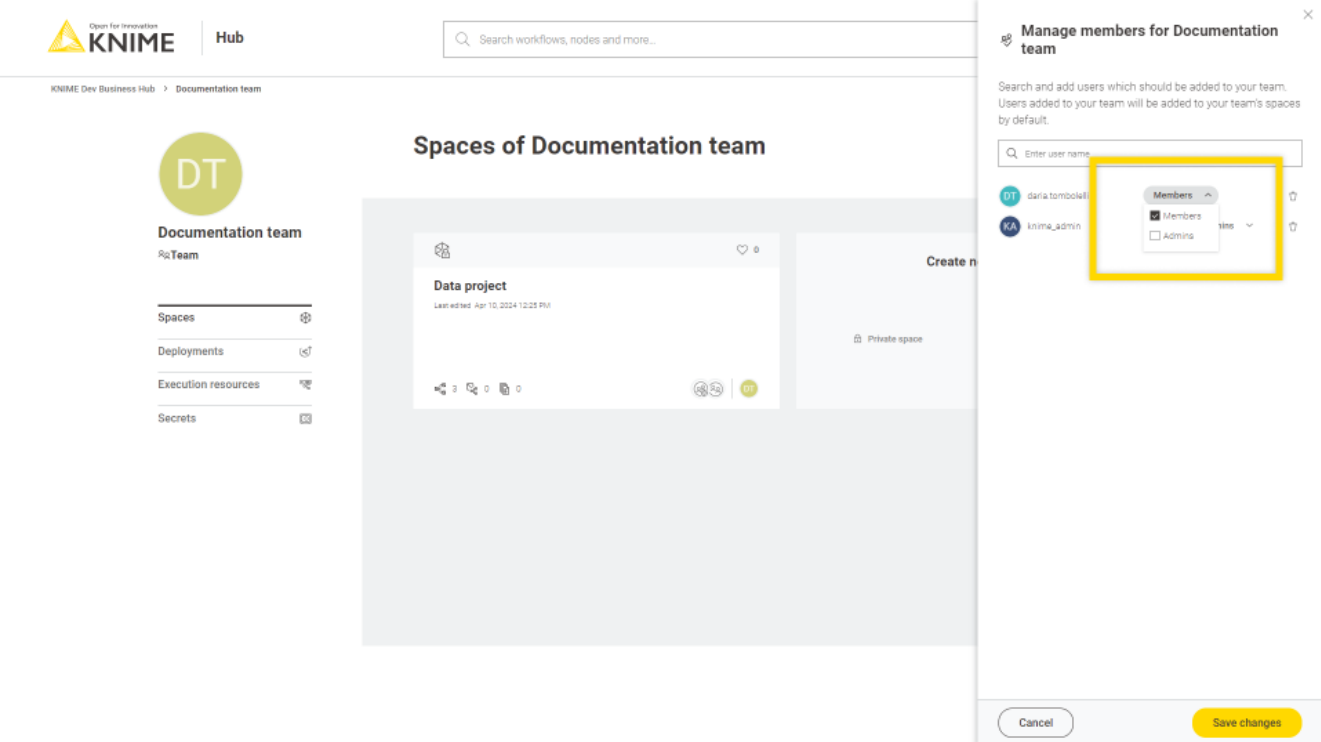 Open for Innovation
KNIME
Hub
Search workflows, nodes and more...
KNIME Dev Business Hub > Documentation team
DT
Documentation team
Team
Spaces
Deployments
Execution resources
Secrets
Spaces of Documentation team
0
Data project
Last edited Apr 10, 2024 12:25 PM
3 0 0
DT
Create n
Private space
Manage members for Documentation
team
Search and add users which should be added to your team.
Users added to your team will be added to your team's spaces
by default.
Enter user name
DT daria.tombolelli Members
Members
Admins
KA knime_admin
Cancel
Save changes